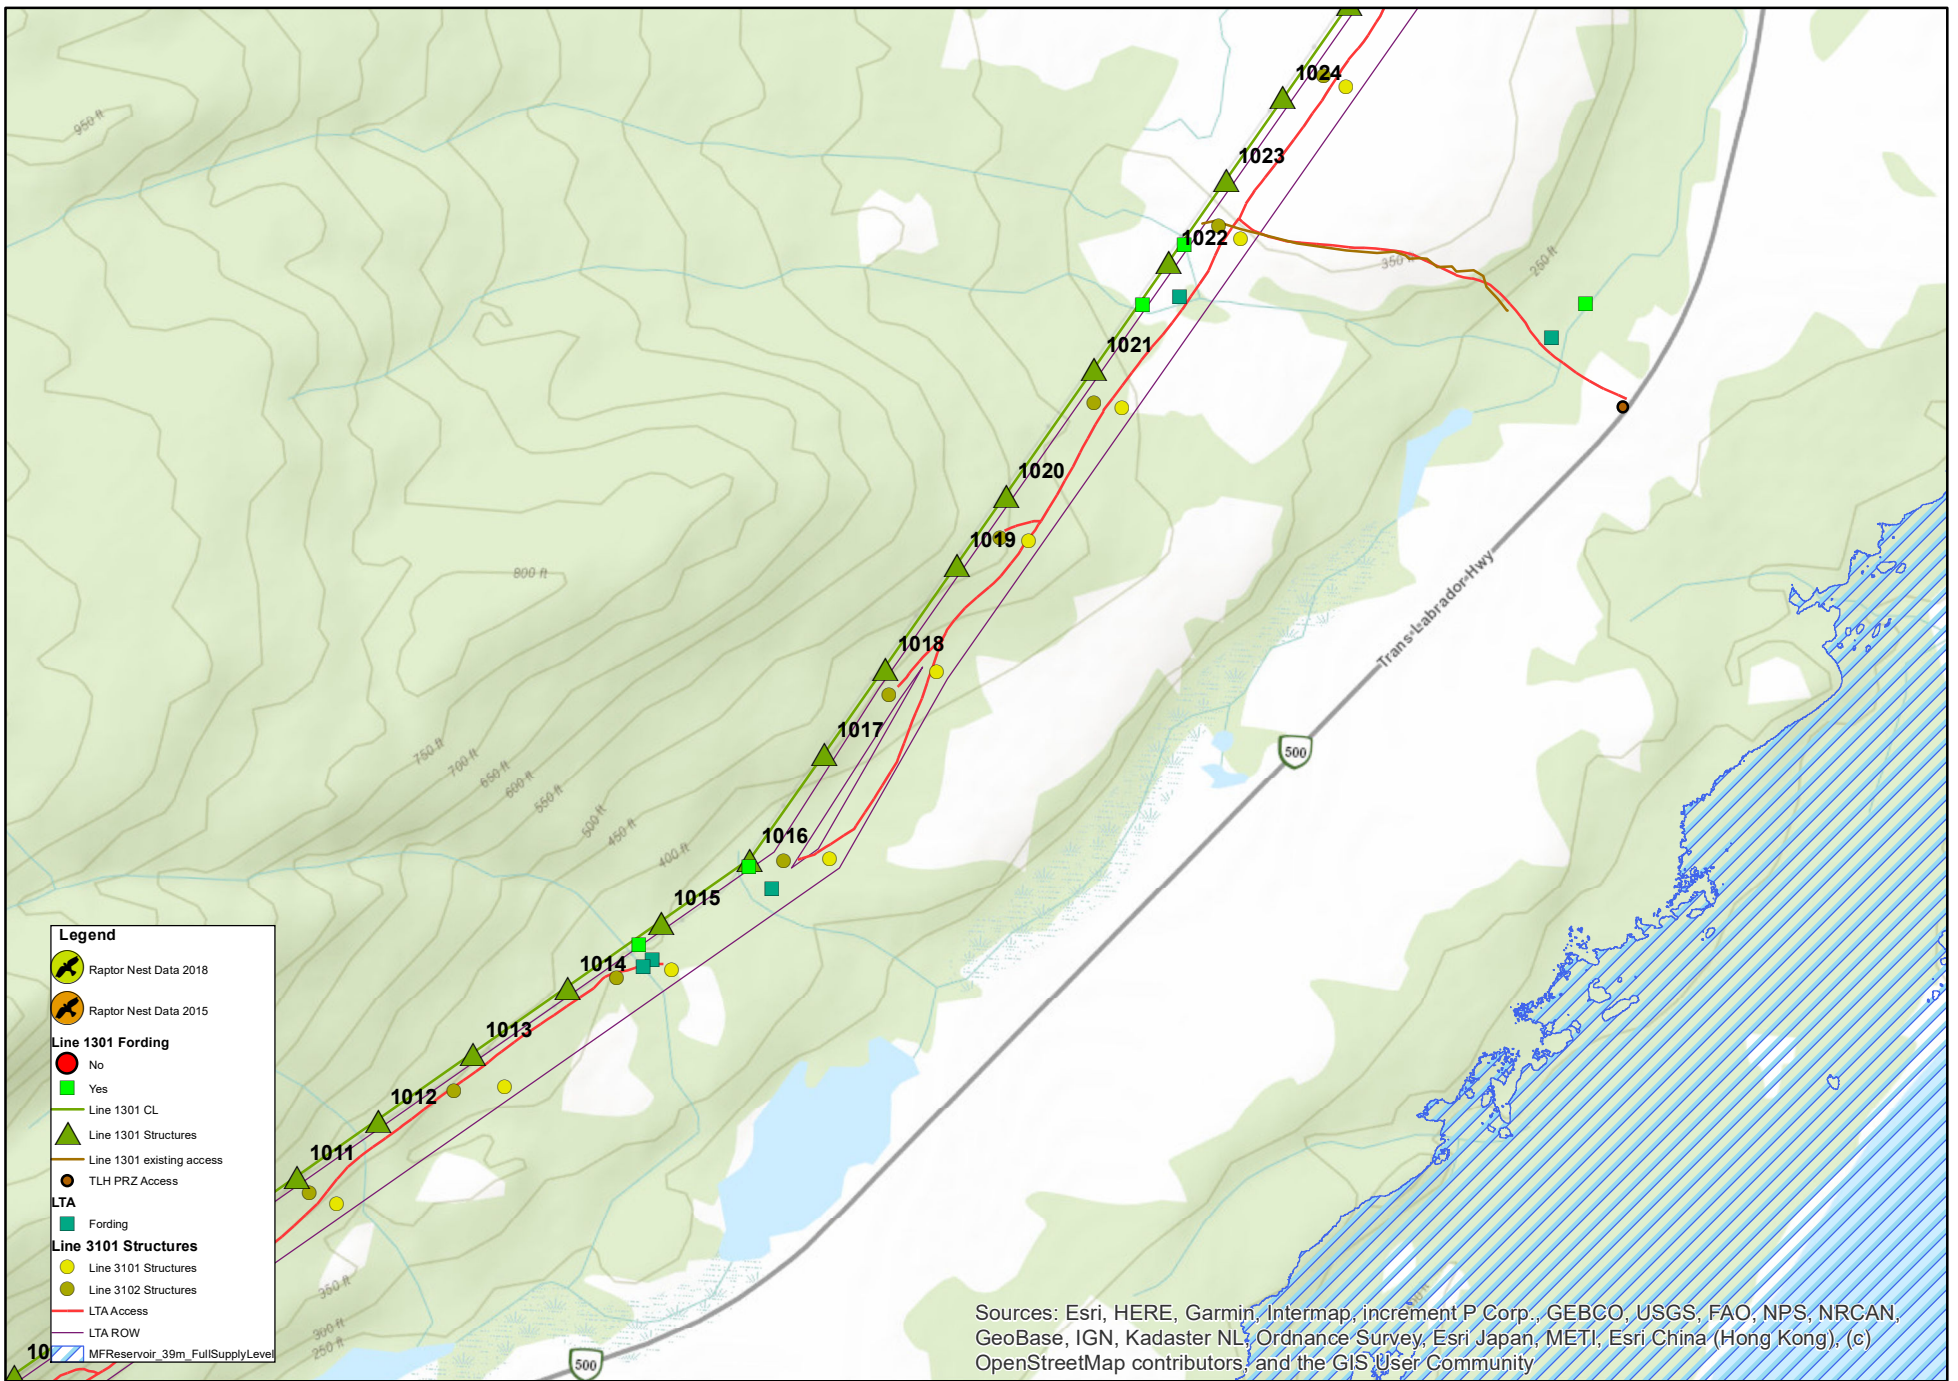 950 ft
1024
1023
1022
350 ft
250 ft
1021
1020
1019
800 ft
Trans-Labrador-Hwy
1018
1017
500
750 ft
700 ft
650 ft
600 ft
550 ft
500 ft
450 ft
400 ft
1016
1015
1014
1013
1012
1011
350 ft
300 ft
250 ft
10
500
Legend
Raptor Nest Data 2018
Raptor Nest Data 2015
Line 1301 Fording
No
Yes
Line 1301 CL
Line 1301 Structures
Line 1301 existing access
TLH PRZ Access
LTA
Fording
Line 3101 Structures
Line 3101 Structures
Line 3102 Structures
LTA Access
LTA ROW
MFReservoir_39m_FullSupplyLevel
Sources: Esri, HERE, Garmin, Intermap, increment P Corp., GEBCO, USGS, FAO, NPS, NRCAN,
GeoBase, IGN, Kadaster NL, Ordnance Survey, Esri Japan, METI, Esri China (Hong Kong), (c)
OpenStreetMap contributors, and the GIS User Community